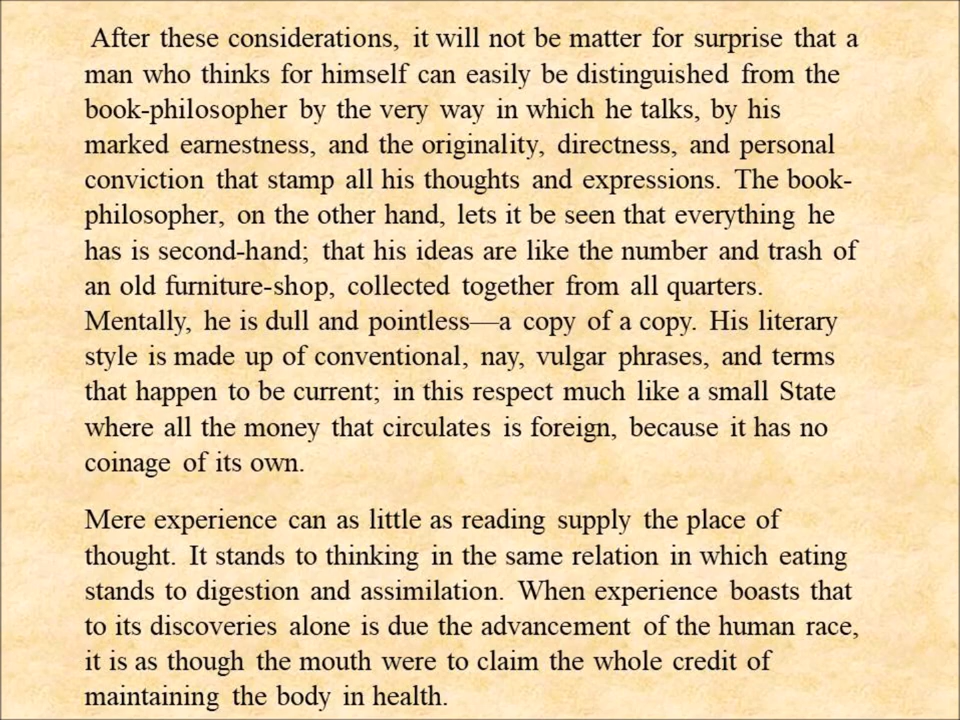 After these considerations, it will not be matter for surprise that a
man who thinks for himself can easily be distinguished from the
book-philosopher by the very way in which he talks, by his
marked earnestness, and the originality, directness, and personal
conviction that stamp all his thoughts and expressions. The book-
philosopher, on the other hand, lets it be seen that everything he
has is second-hand; that his ideas are like the number and trash of
an old furniture-shop, collected together from all quarters.
Mentally, he is dull and pointless—a copy of a copy. His literary
style is made up of conventional, nay, vulgar phrases, and terms
that happen to be current; in this respect much like a small State
where all the money that circulates is foreign, because it has no
coinage of its own.
Mere experience can as little as reading supply the place of
thought. It stands to thinking in the same relation in which eating
stands to digestion and assimilation. When experience boasts that
to its discoveries alone is due the advancement of the human race,
it is as though the mouth were to claim the whole credit of
maintaining the body in health.